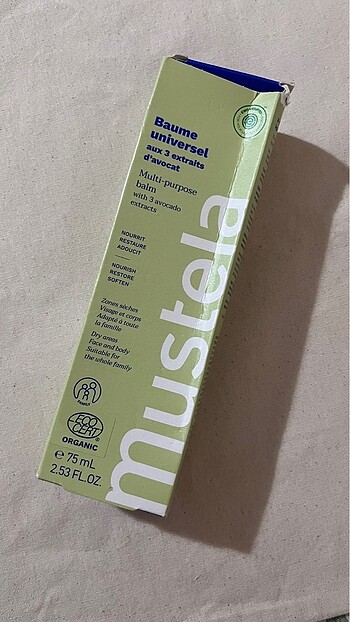 Baume
universel
aux 3 extraits
d'avocat
Multi-purpose
balm
with 3 avocado
extracts
NOURRIT
RESTAURE
ADOUCIT
NOURISH
RESTORE
SOFTEN
Zones sèches
Visage et corps
Adapté à toute
la famille
Dry areas
Face and body
Suitable for
the whole family
FAMILY
ECO
CERT®
ORGANIC
e 75 mL
2.53 FL.OZ.
mustela